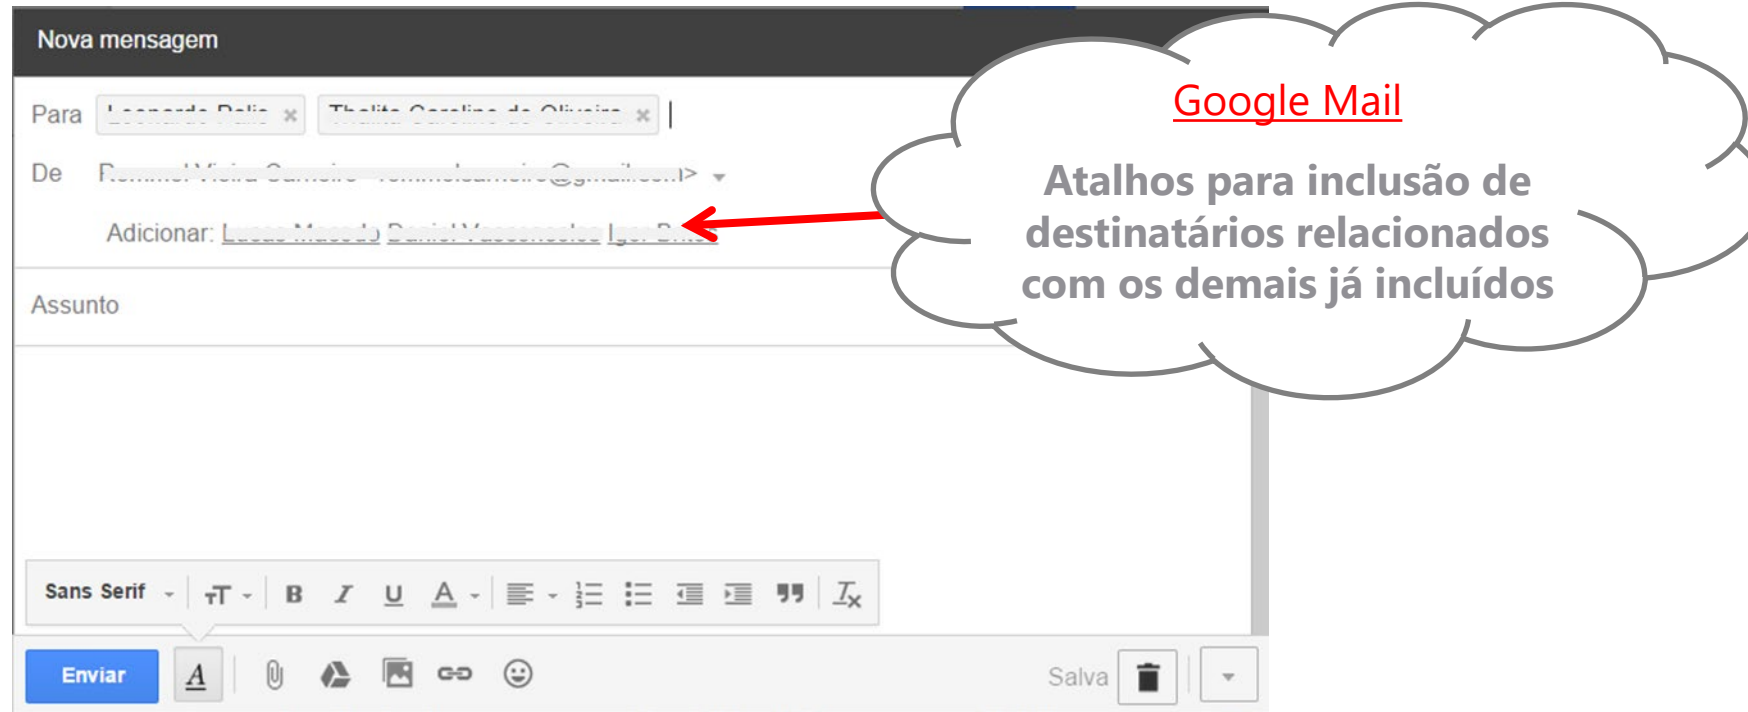 Nova mensagem
Para
De
Adicionar:
Assunto
Google Mail
Atalhos para inclusão de
destinatários relacionados
com os demais já incluídos
Sans Serif
Enviar
Salva